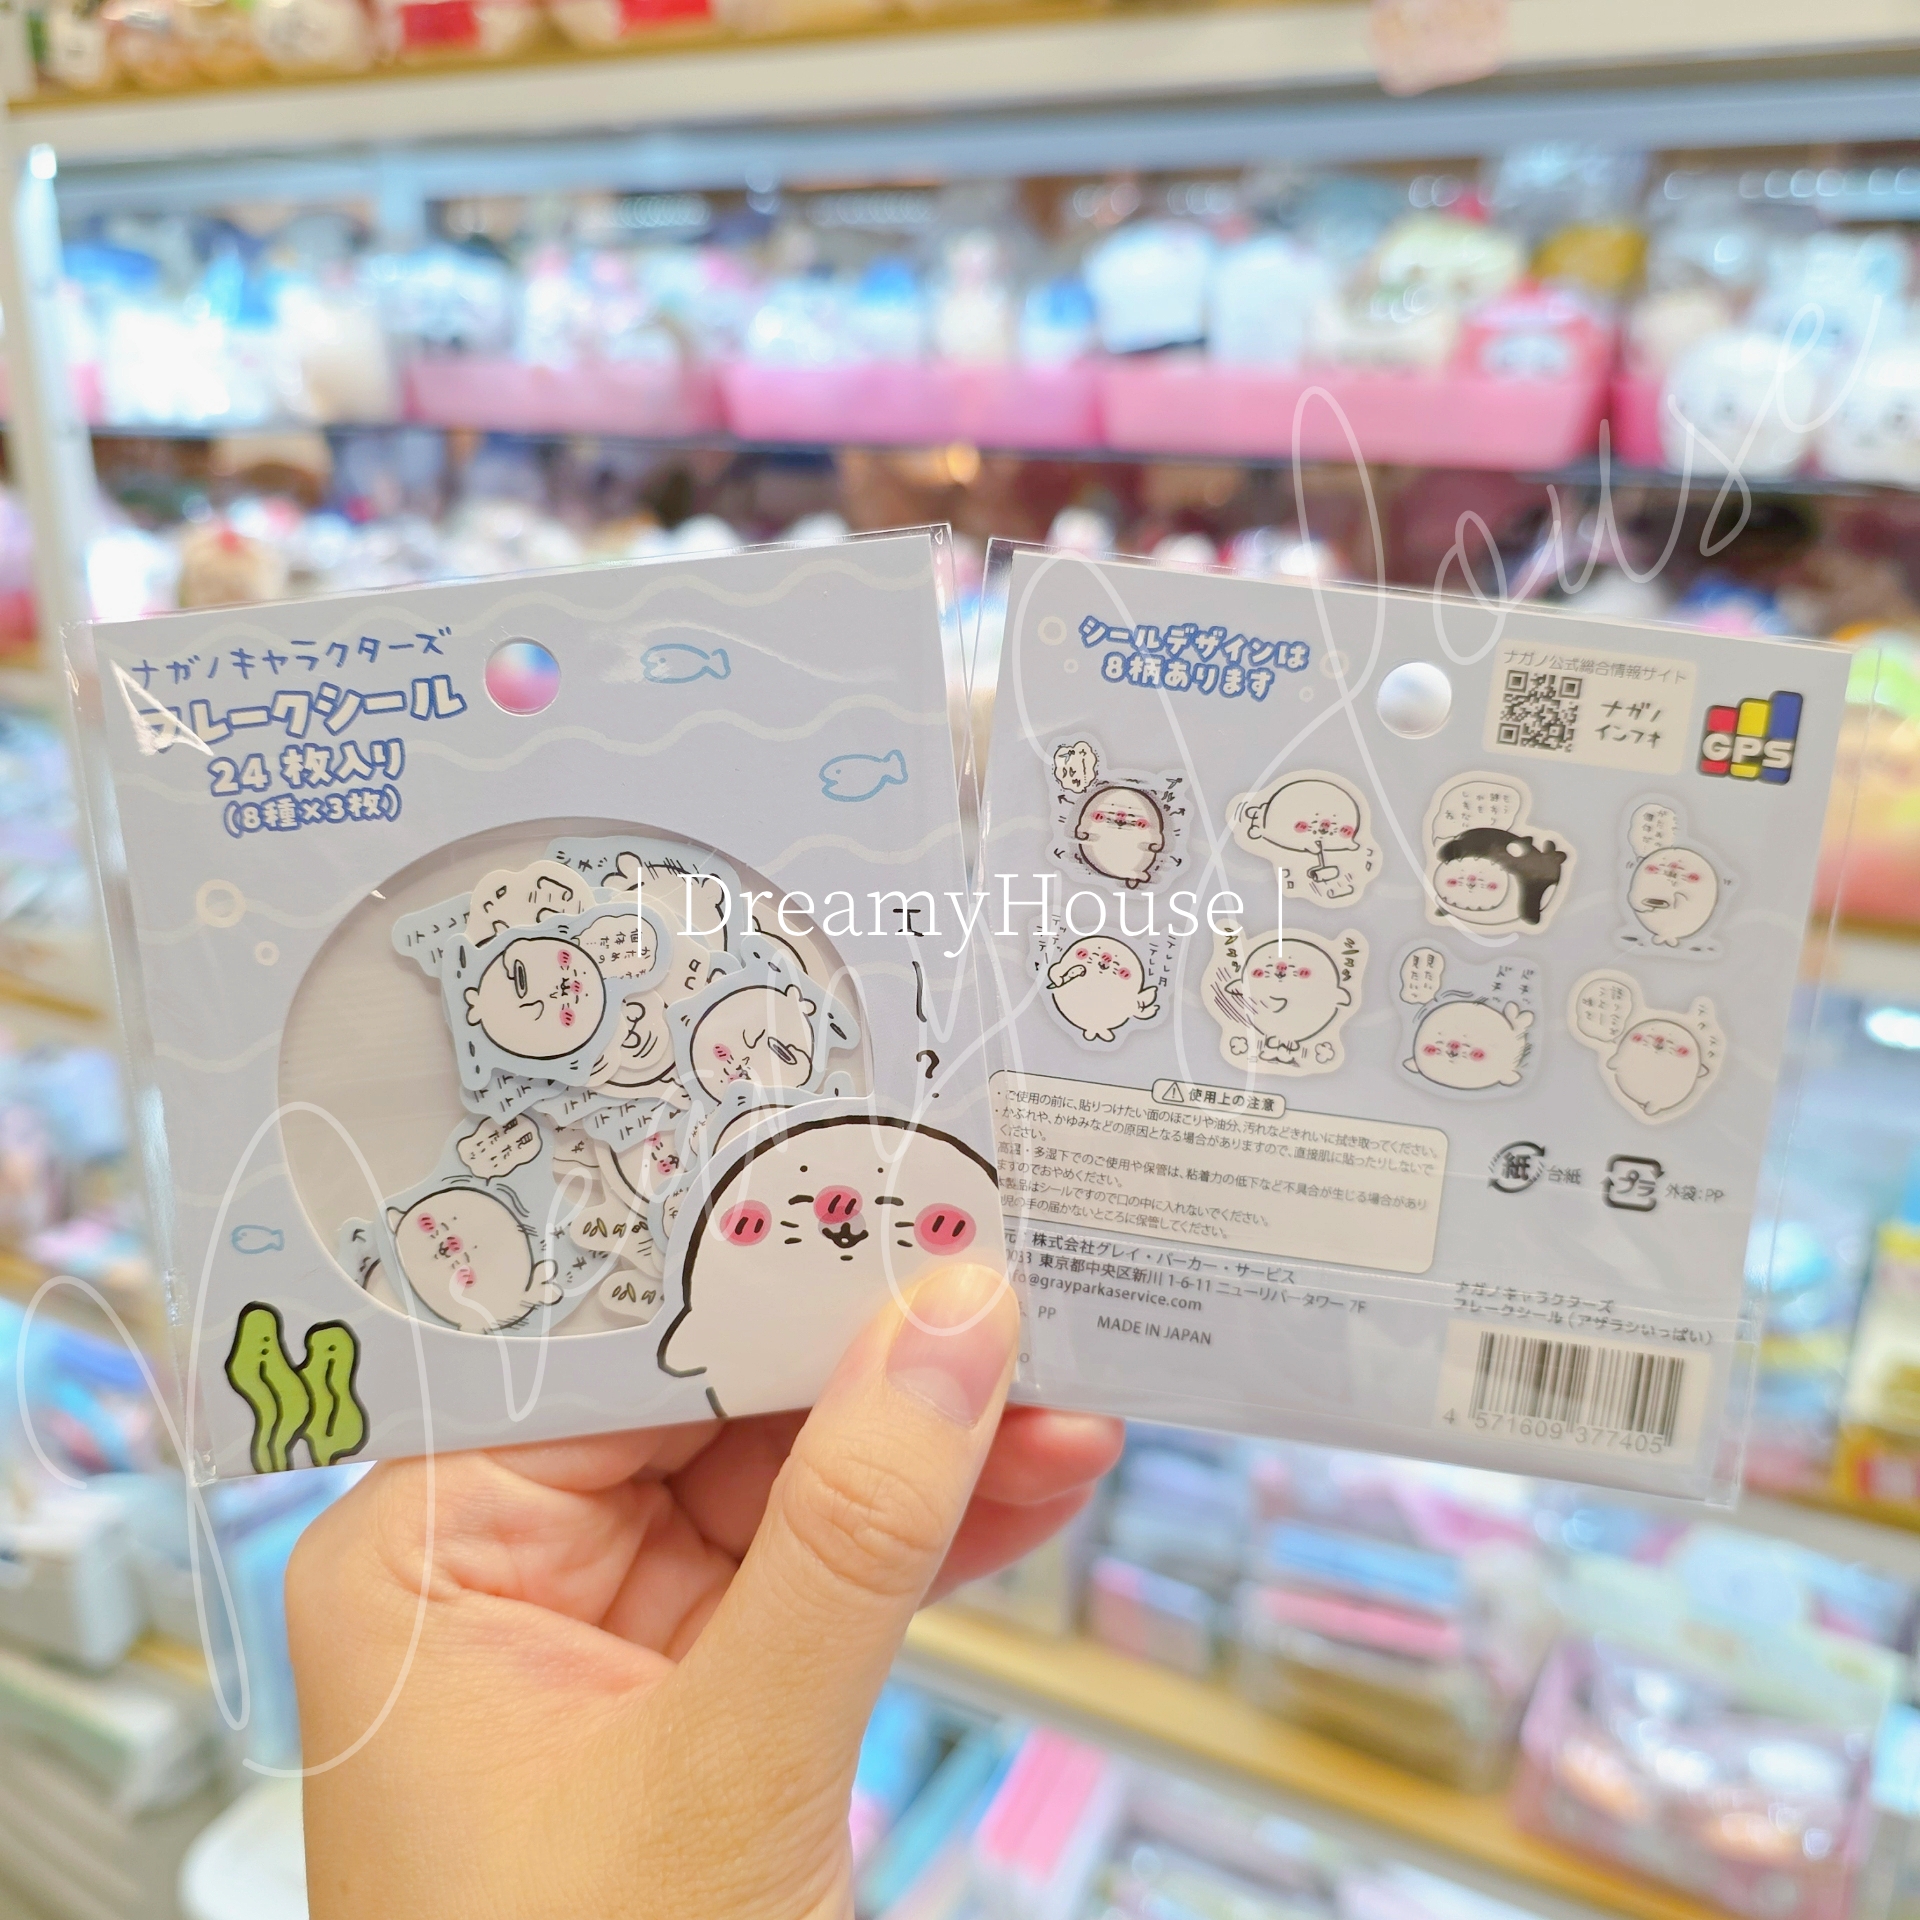 ナガノキャラクターズ
フレークシール
24枚入り
(8種×3枚)
えーー?
シールデザインは
8柄あります
ナガノ公式総合情報サイト
ナガノ
インフォ
GPS
使用上の注意
・ご使用の前に、貼りつけたい面のほこりや油分、汚れなどきれいに拭き取ってください。
・かぶれや、かゆみなどの原因となる場合がありますので、直接肌に貼ったりしないで
ください。
高温・多湿下でのご使用や保管は、粘着力の低下など不具合が生じる場合があり
ますのでおやめください。
本製品はシールですので口の中に入れないでください。
の手の届かないところに保管してください。
紙 台紙
プラ 外袋:PP
株式会社グレイ・パーカー・サービス
0033 東京都中央区新川1-6-11 ニューリバータワー 7F
@grayparkaservice.com
PP
MADE IN JAPAN
ナガノキャラクターズ
フレークシール(アザラシいっぱい)
4 571609 377405
| DreamyHouse |
Dreamy House